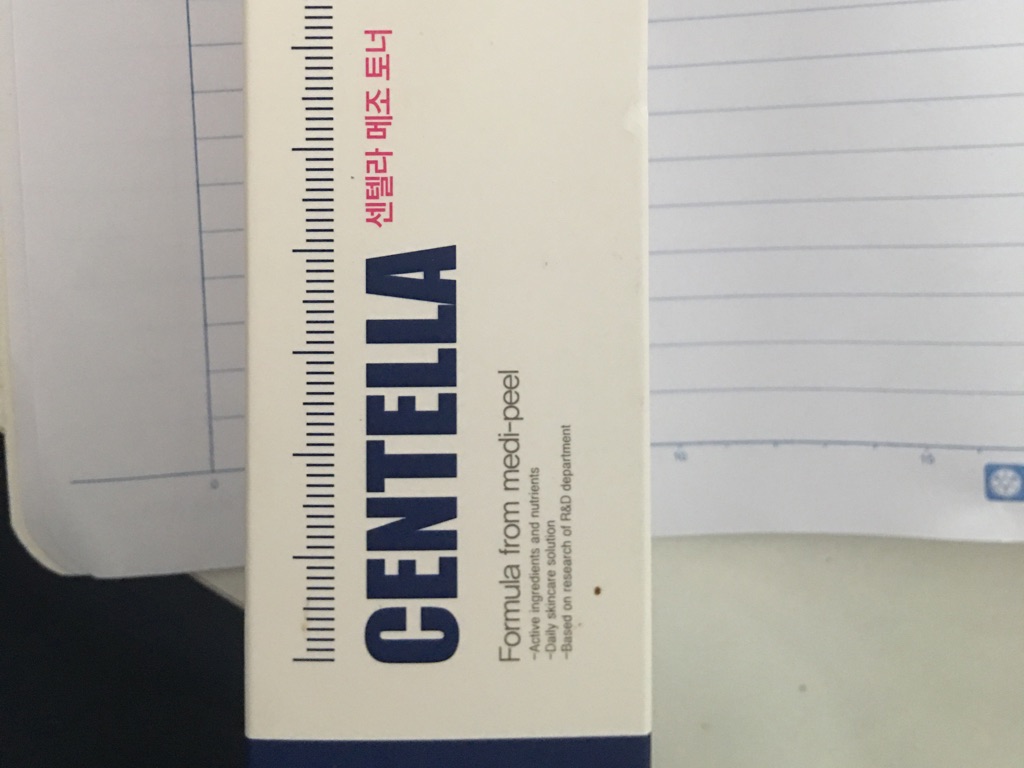 CENTELLA 센텔라 메조 토너
Formula from medi-peel
-Active ingredients and nutrients
-Daily skincare solution
-Based on research of R&D department